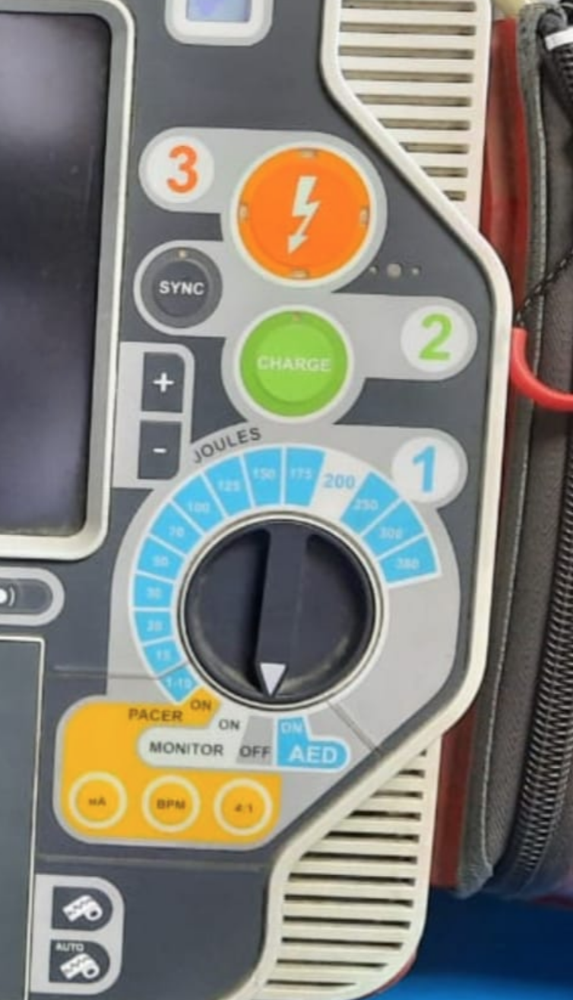 3
SYNC
2
CHARGE
+
-
JOULES
1
1-10
15
20
30
50
70
100
125
150
175
200
250
300
360
PACER ON
ON
MONITOR
OFF
ON
AED
mA
BPM
4:1
AUTO